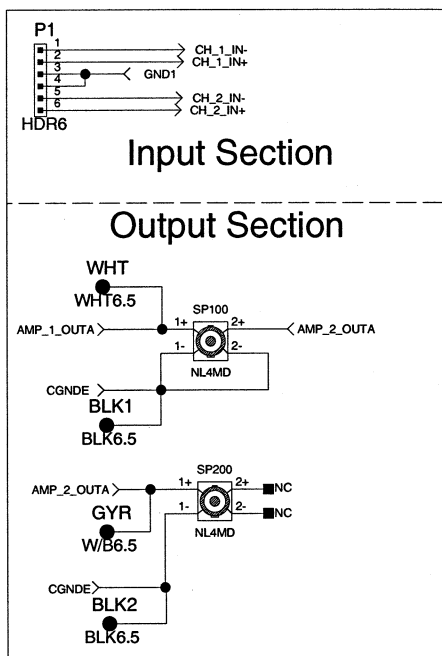 P1
1 CH_1_IN-
2 CH_1_IN+
3
4 GND1
5 CH_2_IN-
6 CH_2_IN+
HDR6
Input Section
Output Section
WHT
WHT6.5
SP100
AMP_1_OUTA 1+ 2+ AMP_2_OUTA
1- 2-
NL4MD
CGNDE
BLK1
BLK6.5
SP200
AMP_2_OUTA 1+ 2+ NC
GYR 1- 2- NC
W/B6.5 NL4MD
CGNDE
BLK2
BLK6.5